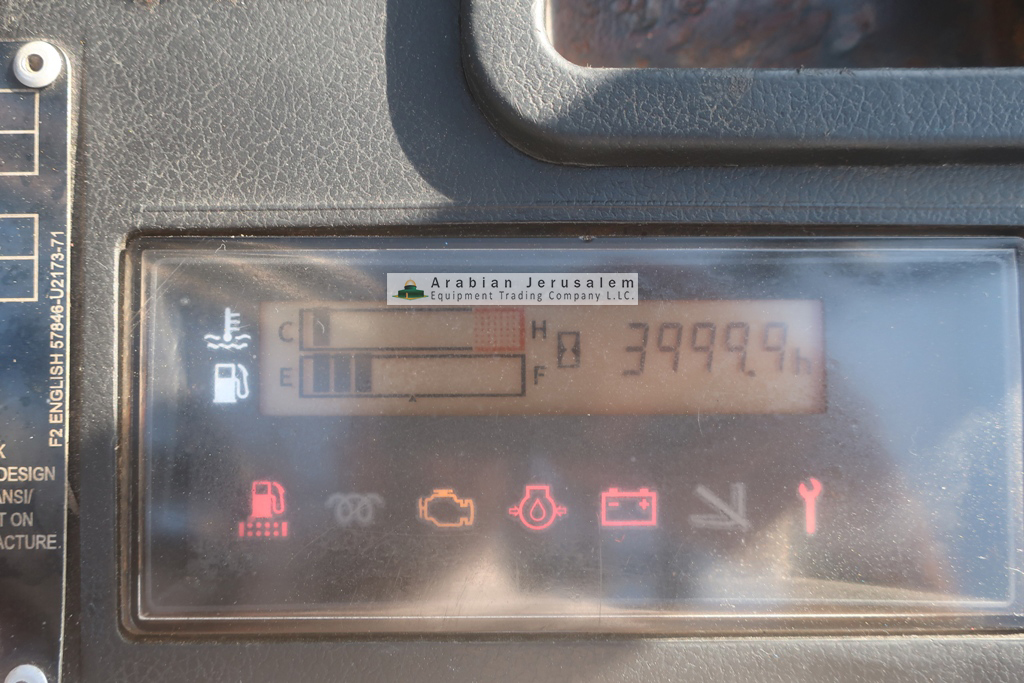 Arabian Jerusalem
Equipment Trading Company L.L.C.
C
H
3999.9h
E
F
F2 ENGLISH 57846-U2173-71
K
DESIGN
ANSI/
T ON
ACTURE.